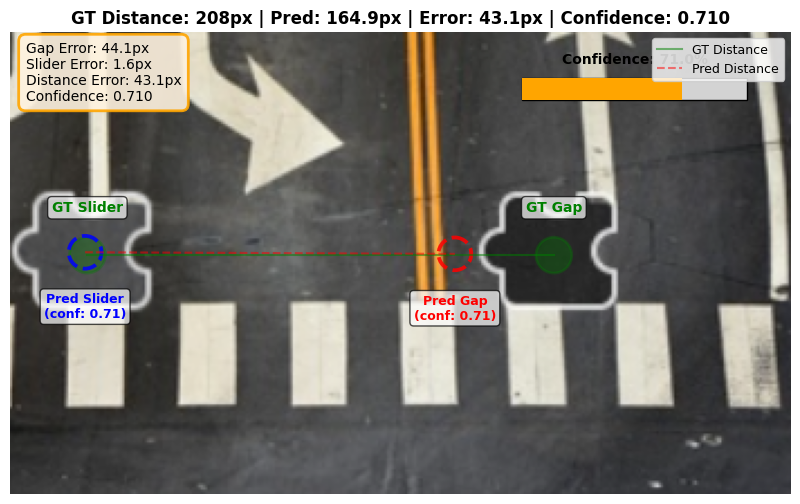 GT Distance: 208px | Pred: 164.9px | Error: 43.1px | Confidence: 0.710
Gap Error: 44.1px
Slider Error: 1.6px
Distance Error: 43.1px
Confidence: 0.710
Confidence: 71.0%
GT Distance
Pred Distance
GT Slider
GT Gap
Pred Slider
(conf: 0.71)
Pred Gap
(conf: 0.71)